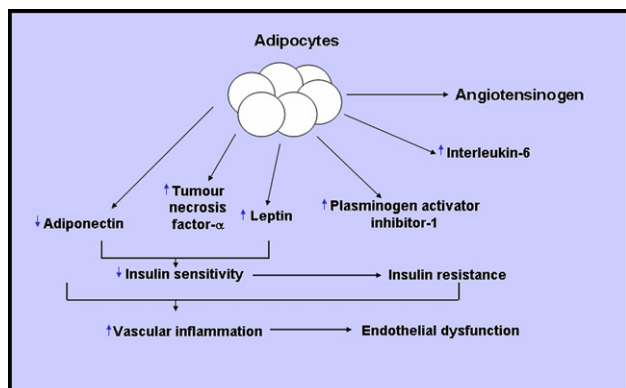 Adipocytes
Angiotensinogen
↑Interleukin-6
↑Tumour
necrosis
factor-α
↓Adiponectin
↑Leptin
↑Plasminogen activator
inhibitor-1
↓Insulin sensitivity
Insulin resistance
↑Vascular inflammation
Endothelial dysfunction